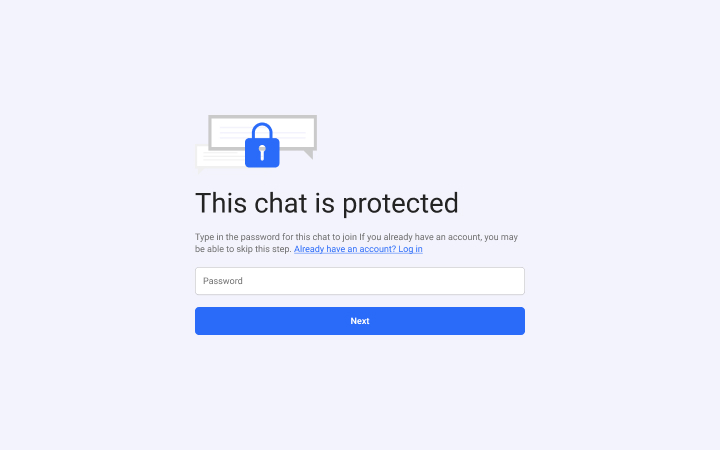 This chat is protected
Type in the password for this chat to join If you already have an account, you may
be able to skip this step. Already have an account? Log in
Password
Next